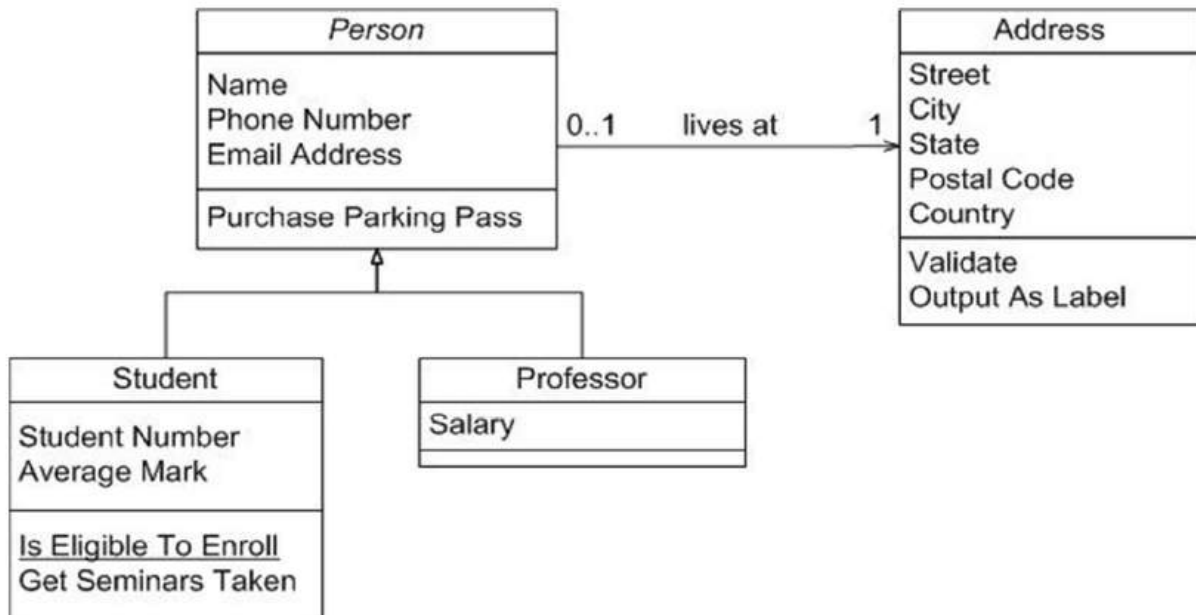 Person
Name
Phone Number
Email Address
Purchase Parking Pass
0..1 lives at 1
Address
Street
City
State
Postal Code
Country
Validate
Output As Label
Student
Student Number
Average Mark
Is Eligible To Enroll
Get Seminars Taken
Professor
Salary